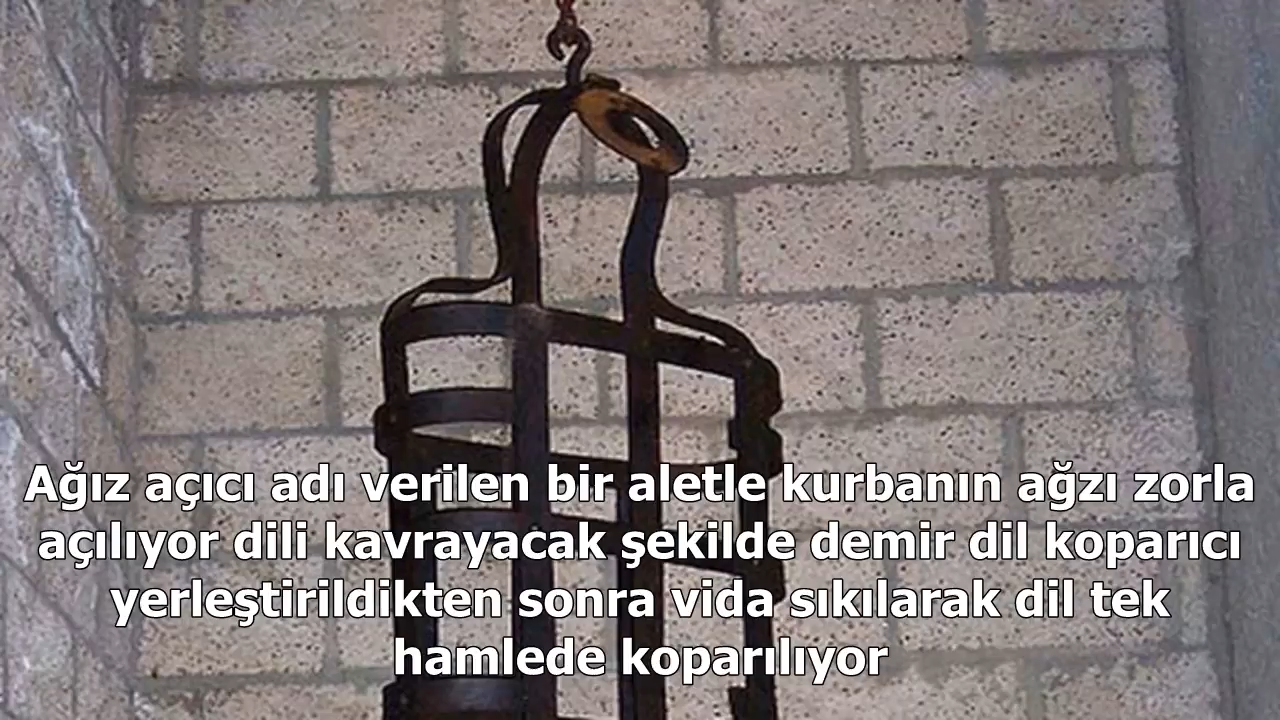 Ağız açıcı adı verilen bir aletle kurbanın ağzı zorla
açılıyor dili kavrayacak şekilde demir dil koparıcı
yerleştirildikten sonra vida sıkılarak dil tek
hamlede koparılıyor